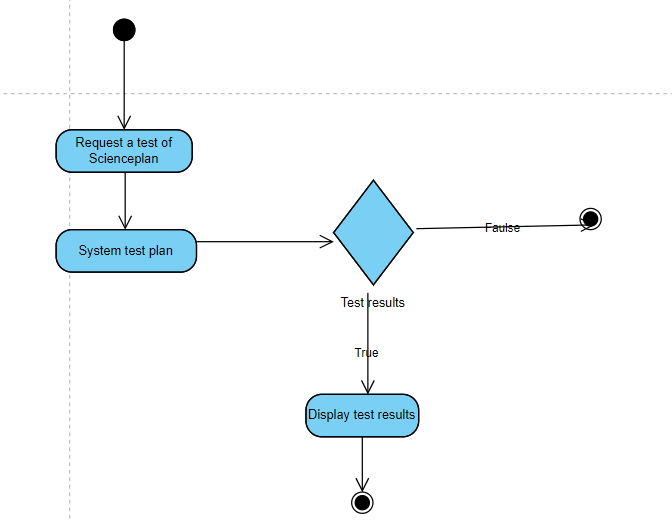 Request a test of
Scienceplan
System test plan
Faulse
Test results
True
Display test results